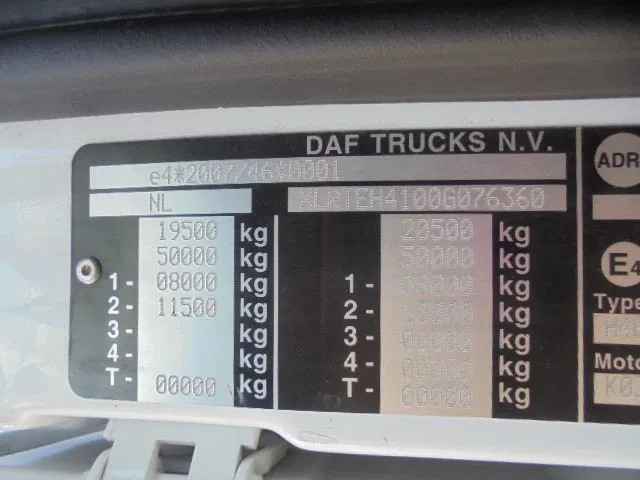 DAF TRUCKS N.V.
ADR
e4*2007/46*0001
NL XLRTEH4100G076360
19500 kg 20500 kg
50000 kg 50000 kg
1- 08000 kg 1- kg
2- 11500 kg 2- kg
3- kg 3- kg
4- kg 4- kg
T- 00000 kg T- 00000 kg
E4
Type
Moto